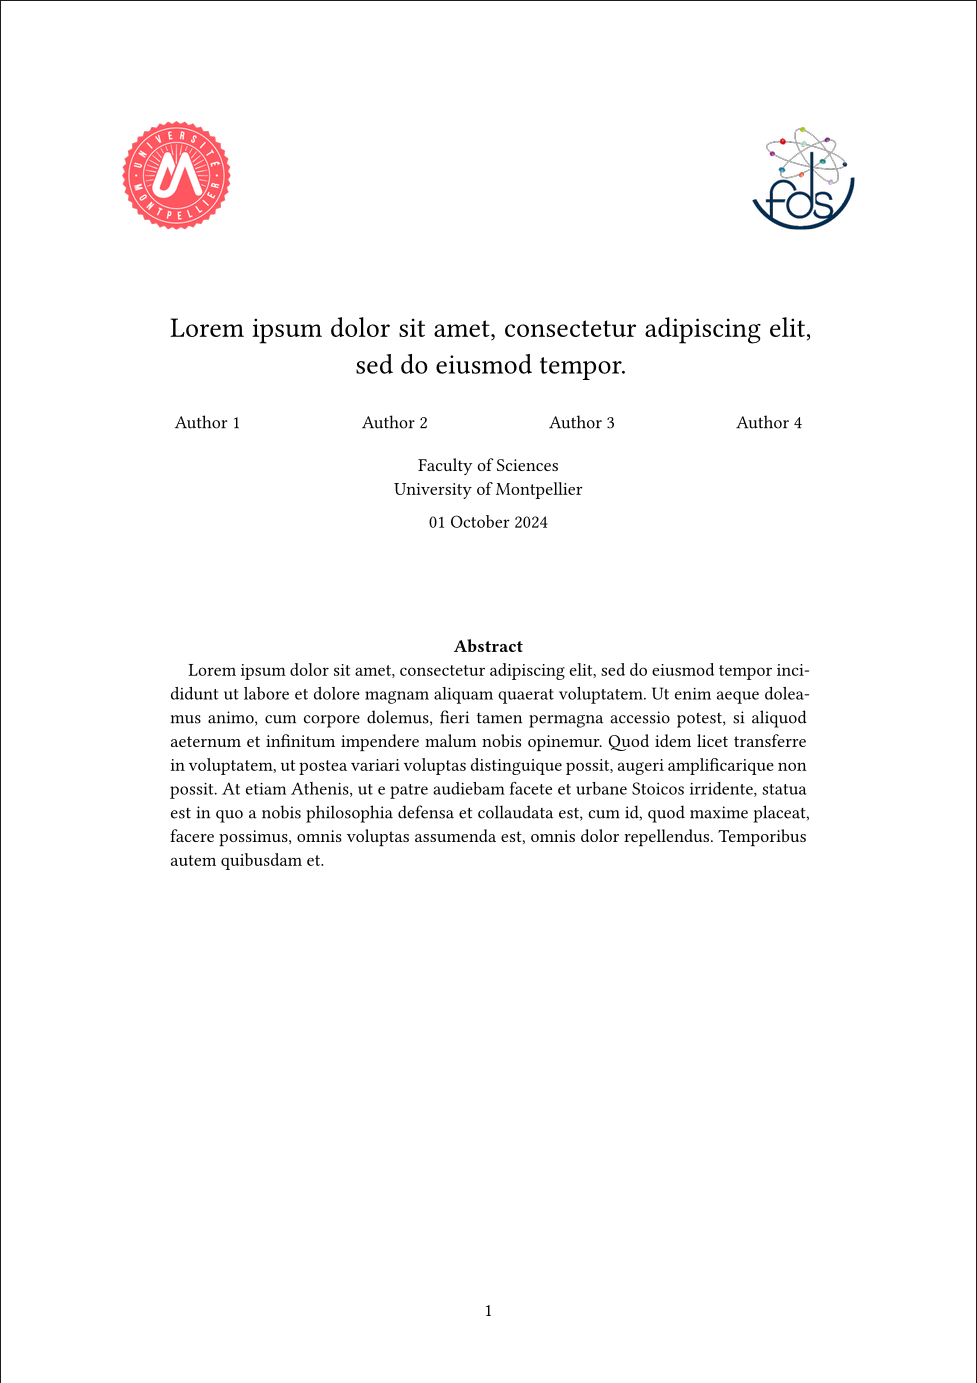 UNIVERSITÉ
MONTPELLIER
fds
Lorem ipsum dolor sit amet, consectetur adipiscing elit,
sed do eiusmod tempor.
Author 1 Author 2 Author 3 Author 4
Faculty of Sciences
University of Montpellier
01 October 2024
Abstract
Lorem ipsum dolor sit amet, consectetur adipiscing elit, sed do eiusmod tempor inci-
didunt ut labore et dolore magnam aliquam quaerat voluptatem. Ut enim aeque dolea-
mus animo, cum corpore dolemus, fieri tamen permagna accessio potest, si aliquod
aeternum et infinitum impendere malum nobis opinemur. Quod idem licet transferre
in voluptatem, ut postea variari voluptas distinguique possit, augeri amplificarique non
possit. At etiam Athenis, ut e patre audiebam facete et urbane Stoicos irridente, statua
est in quo a nobis philosophia defensa et collaudata est, cum id, quod maxime placeat,
facere possimus, omnis voluptas assumenda est, omnis dolor repellendus. Temporibus
autem quibusdam et.
1